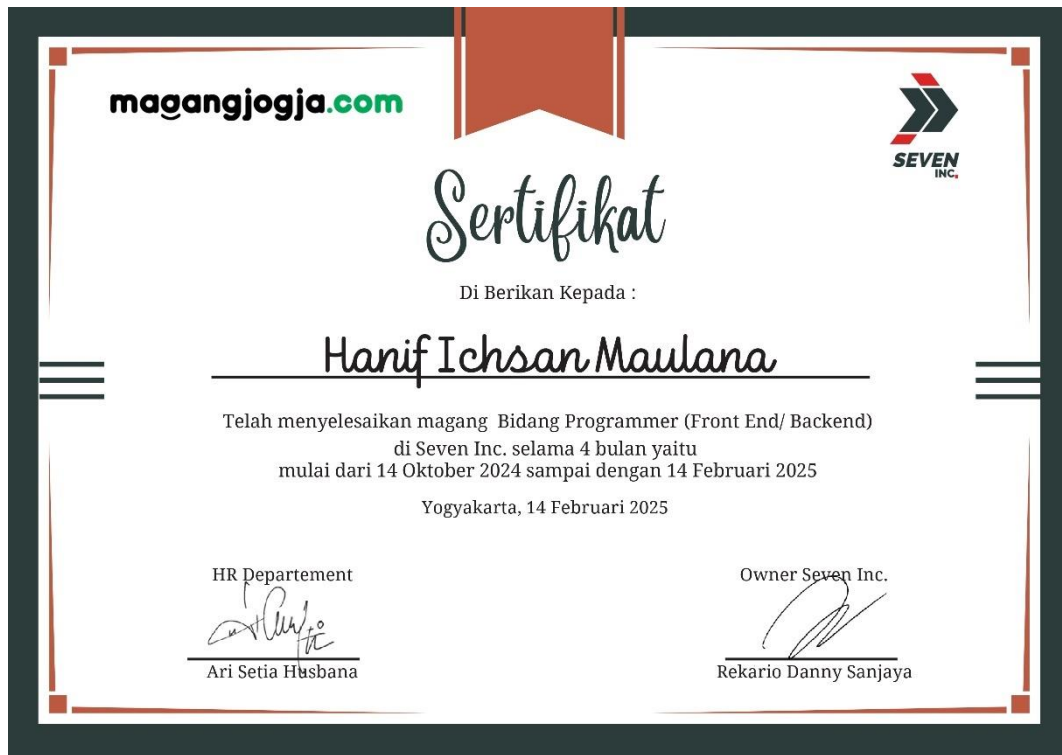 magangjogja.com
SEVEN
INC.
Sertifikat
Di Berikan Kepada :
Hanif Ichsan Maulana
Telah menyelesaikan magang Bidang Programmer (Front End/ Backend)
di Seven Inc. selama 4 bulan yaitu
mulai dari 14 Oktober 2024 sampai dengan 14 Februari 2025
Yogyakarta, 14 Februari 2025
HR Departement
Owner Seven Inc.
Ari Setia Husbana
Rekario Danny Sanjaya